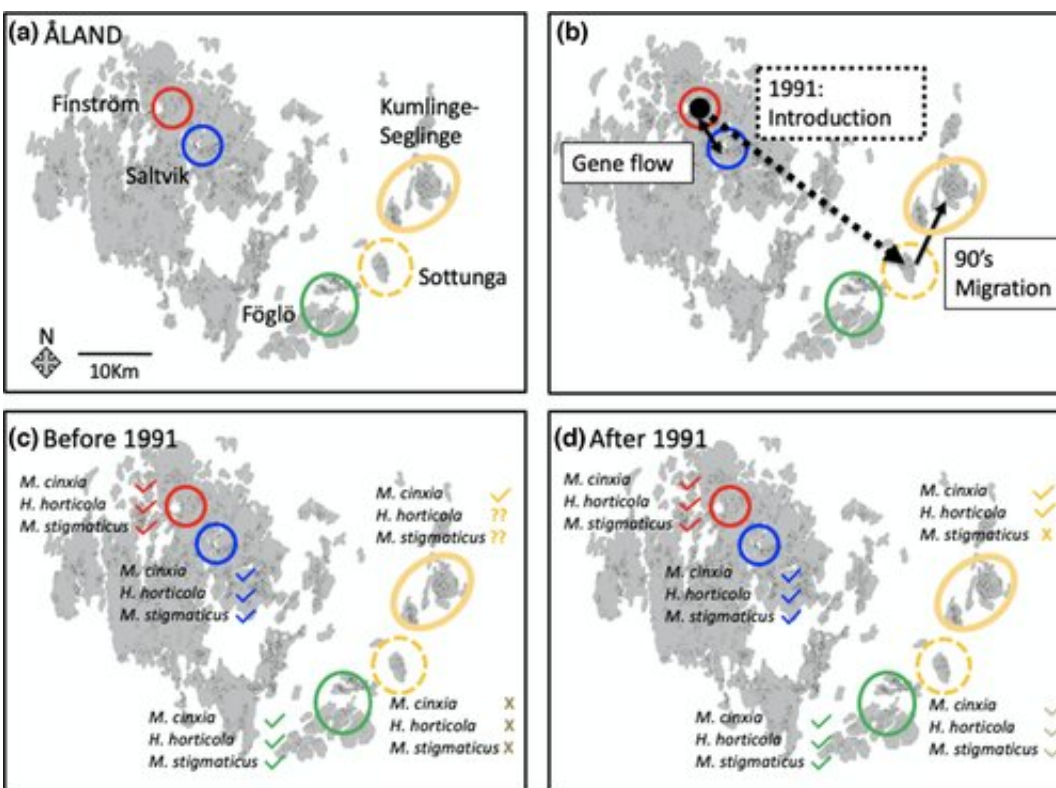 (a) ÅLAND
Finström
Saltvik
Kumlinge-
Seglinge
Sottunga
Föglö
N
10Km
(b)
1991:
Introduction
Gene flow
90's
Migration
(c) Before 1991
M. cinxia ✓
H. horticola ✓
M. stigmaticus ✓
M. cinxia ✓
H. horticola ??
M. stigmaticus ??
M. cinxia ✓
H. horticola ✓
M. stigmaticus ✓
M. cinxia ✓
H. horticola ✓
M. stigmaticus ✓
M. cinxia X
H. horticola X
M. stigmaticus X
(d) After 1991
M. cinxia ✓
H. horticola ✓
M. stigmaticus ✓
M. cinxia ✓
H. horticola ✓
M. stigmaticus X
M. cinxia ✓
H. horticola ✓
M. stigmaticus ✓
M. cinxia ✓
H. horticola ✓
M. stigmaticus ✓
M. cinxia ✓
H. horticola ✓
M. stigmaticus ✓